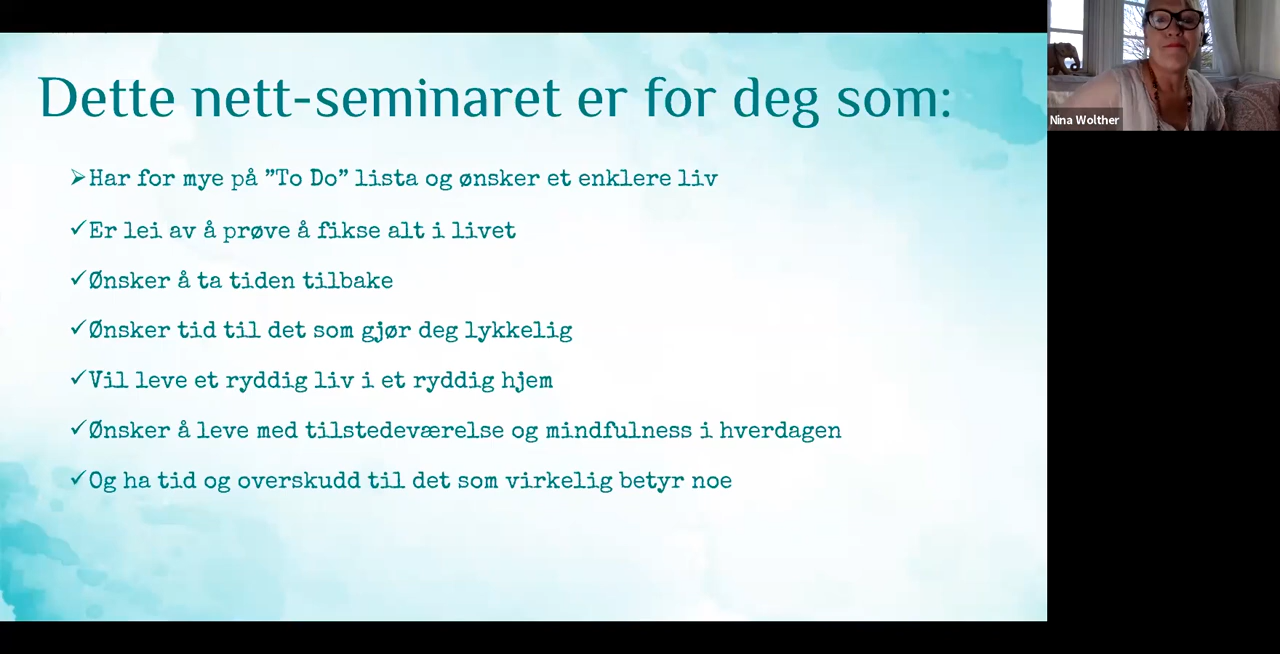 Dette nett-seminaret er for deg som:
Har for mye på ”To Do” lista og ønsker et enklere liv
Er lei av å prøve å fikse alt i livet
Ønsker å ta tiden tilbake
Ønsker tid til det som gjør deg lykkelig
Vil leve et ryddig liv i et ryddig hjem
Ønsker å leve med tilstedeværelse og mindfulness i hverdagen
Og ha tid og overskudd til det som virkelig betyr noe
Nina Wolther